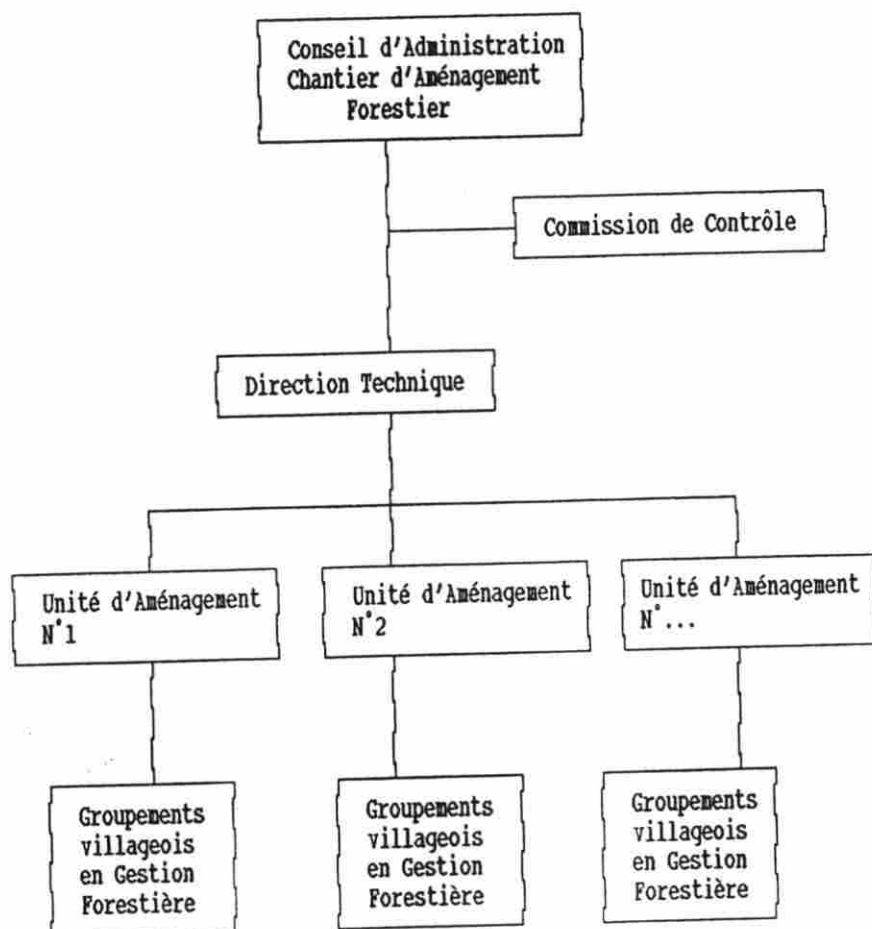 Conseil d'Administration
Chantier d'Aménagement
Forestier
Commission de Contrôle
Direction Technique
Unité d'Aménagement
N°1
Unité d'Aménagement
N°2
Unité d'Aménagement
N°...
Groupements
villageois
en Gestion
Forestière
Groupements
villageois
en Gestion
Forestière
Groupements
villageois
en Gestion
Forestière